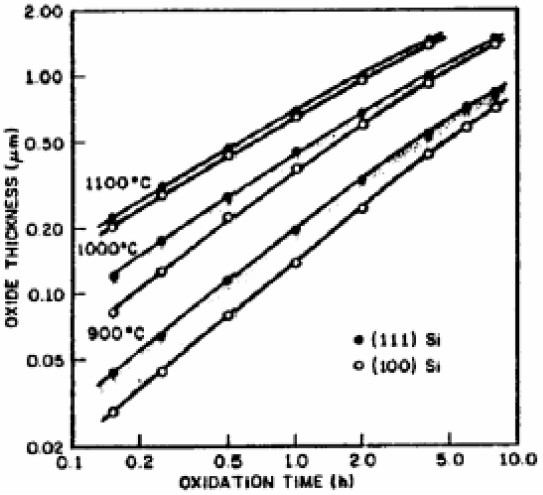 2.00
1.00
0.50
0.20
0.10
0.05
0.02
OXIDE THICKNESS (μm)
1100°C
1000°C
900°C
(111) Si
(100) Si
0.1 0.2 0.5 1.0 2.0 5.0 10.0
OXIDATION TIME (h)